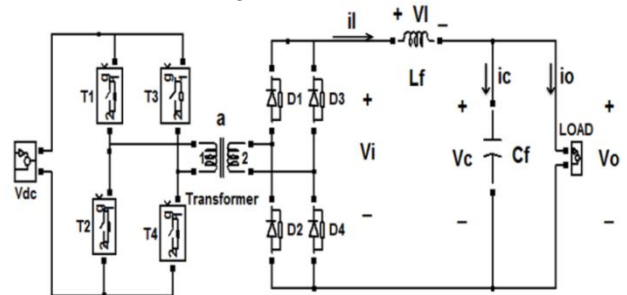 + Vl −
il
Lf
T1
T3
a
D1
D3
ic
io
+
+
+
LOAD
1
2
Vi
Vc
Cf
Vo
Vdc
Transformer
T2
T4
D2
D4
−
−
−